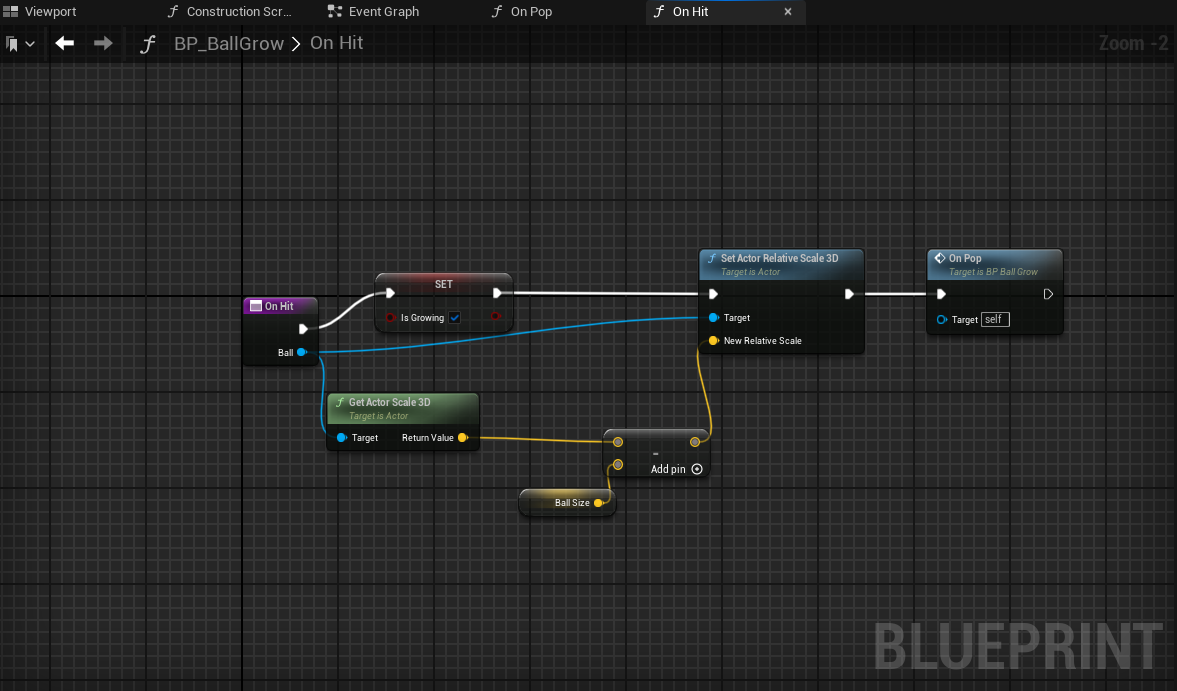 Viewport
Construction Scr...
Event Graph
On Pop
On Hit
BP_BallGrow > On Hit
Zoom -2
SET
Is Growing
On Hit
Ball
Set Actor Relative Scale 3D
Target is Actor
Target
New Relative Scale
On Pop
Target is BP Ball Grow
Target self
Get Actor Scale 3D
Target is Actor
Target Return Value
-
Add pin
Ball Size
BLUEPRINT